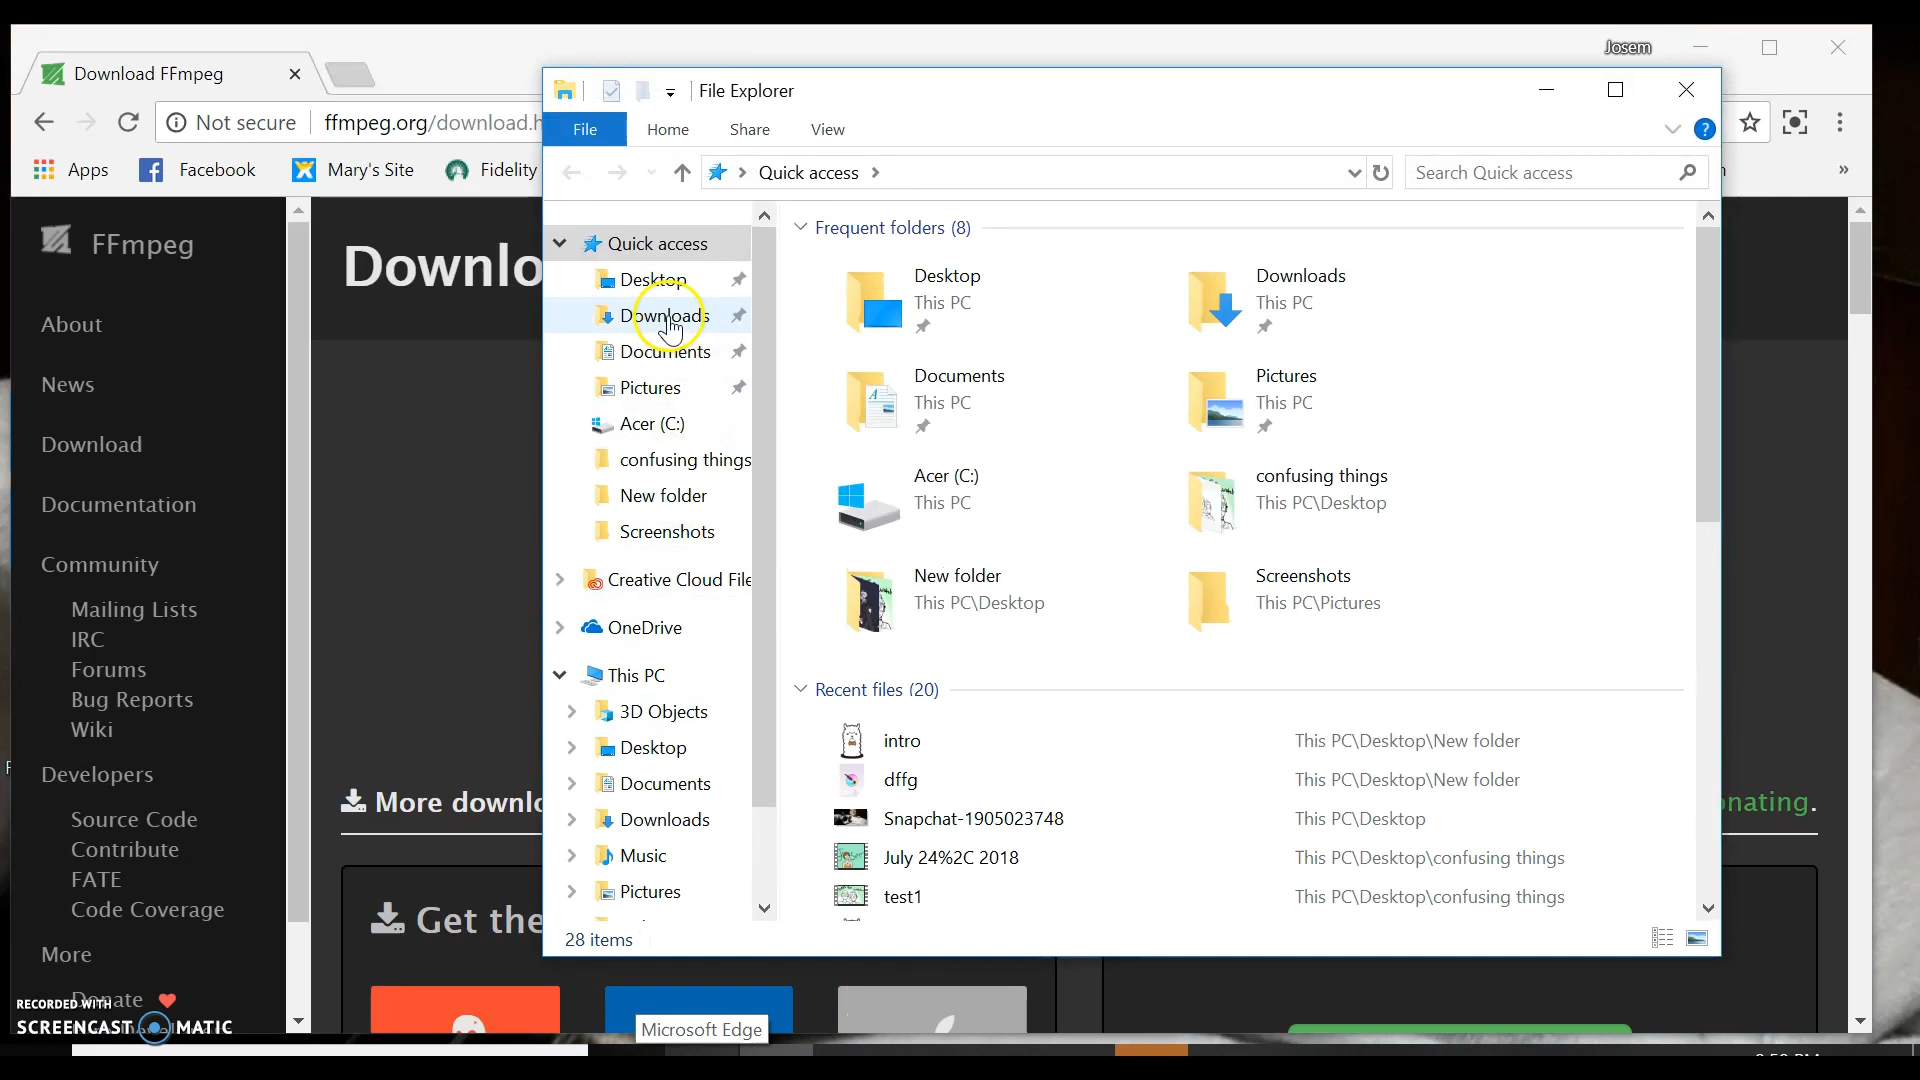 Josem
Download FFmpeg
Not secure
ffmpeg.org/download.h
Apps
Facebook
Mary's Site
Fidelity
»
FFmpeg
About
News
Download
Documentation
Community
Mailing Lists
IRC
Forums
Bug Reports
Wiki
Developers
Source Code
Contribute
FATE
Code Coverage
More
Donate
RECORDED WITH
SCREENCAST MATIC
Downlo
More downlo
onating.
Get the
File Explorer
File
Home
Share
View
?
Quick access
Search Quick access
Quick access
Desktop
Downloads
Documents
Pictures
Acer (C:)
confusing things
New folder
Screenshots
Creative Cloud File
OneDrive
This PC
3D Objects
Desktop
Documents
Downloads
Music
Pictures
Frequent folders (8)
Desktop
This PC
Downloads
This PC
Documents
This PC
Pictures
This PC
Acer (C:)
This PC
confusing things
This PC\Desktop
New folder
This PC\Desktop
Screenshots
This PC\Pictures
Recent files (20)
intro This PC\Desktop\New folder
dffg This PC\Desktop\New folder
Snapchat-1905023748 This PC\Desktop
July 24%2C 2018 This PC\Desktop\confusing things
test1 This PC\Desktop\confusing things
28 items
Microsoft Edge